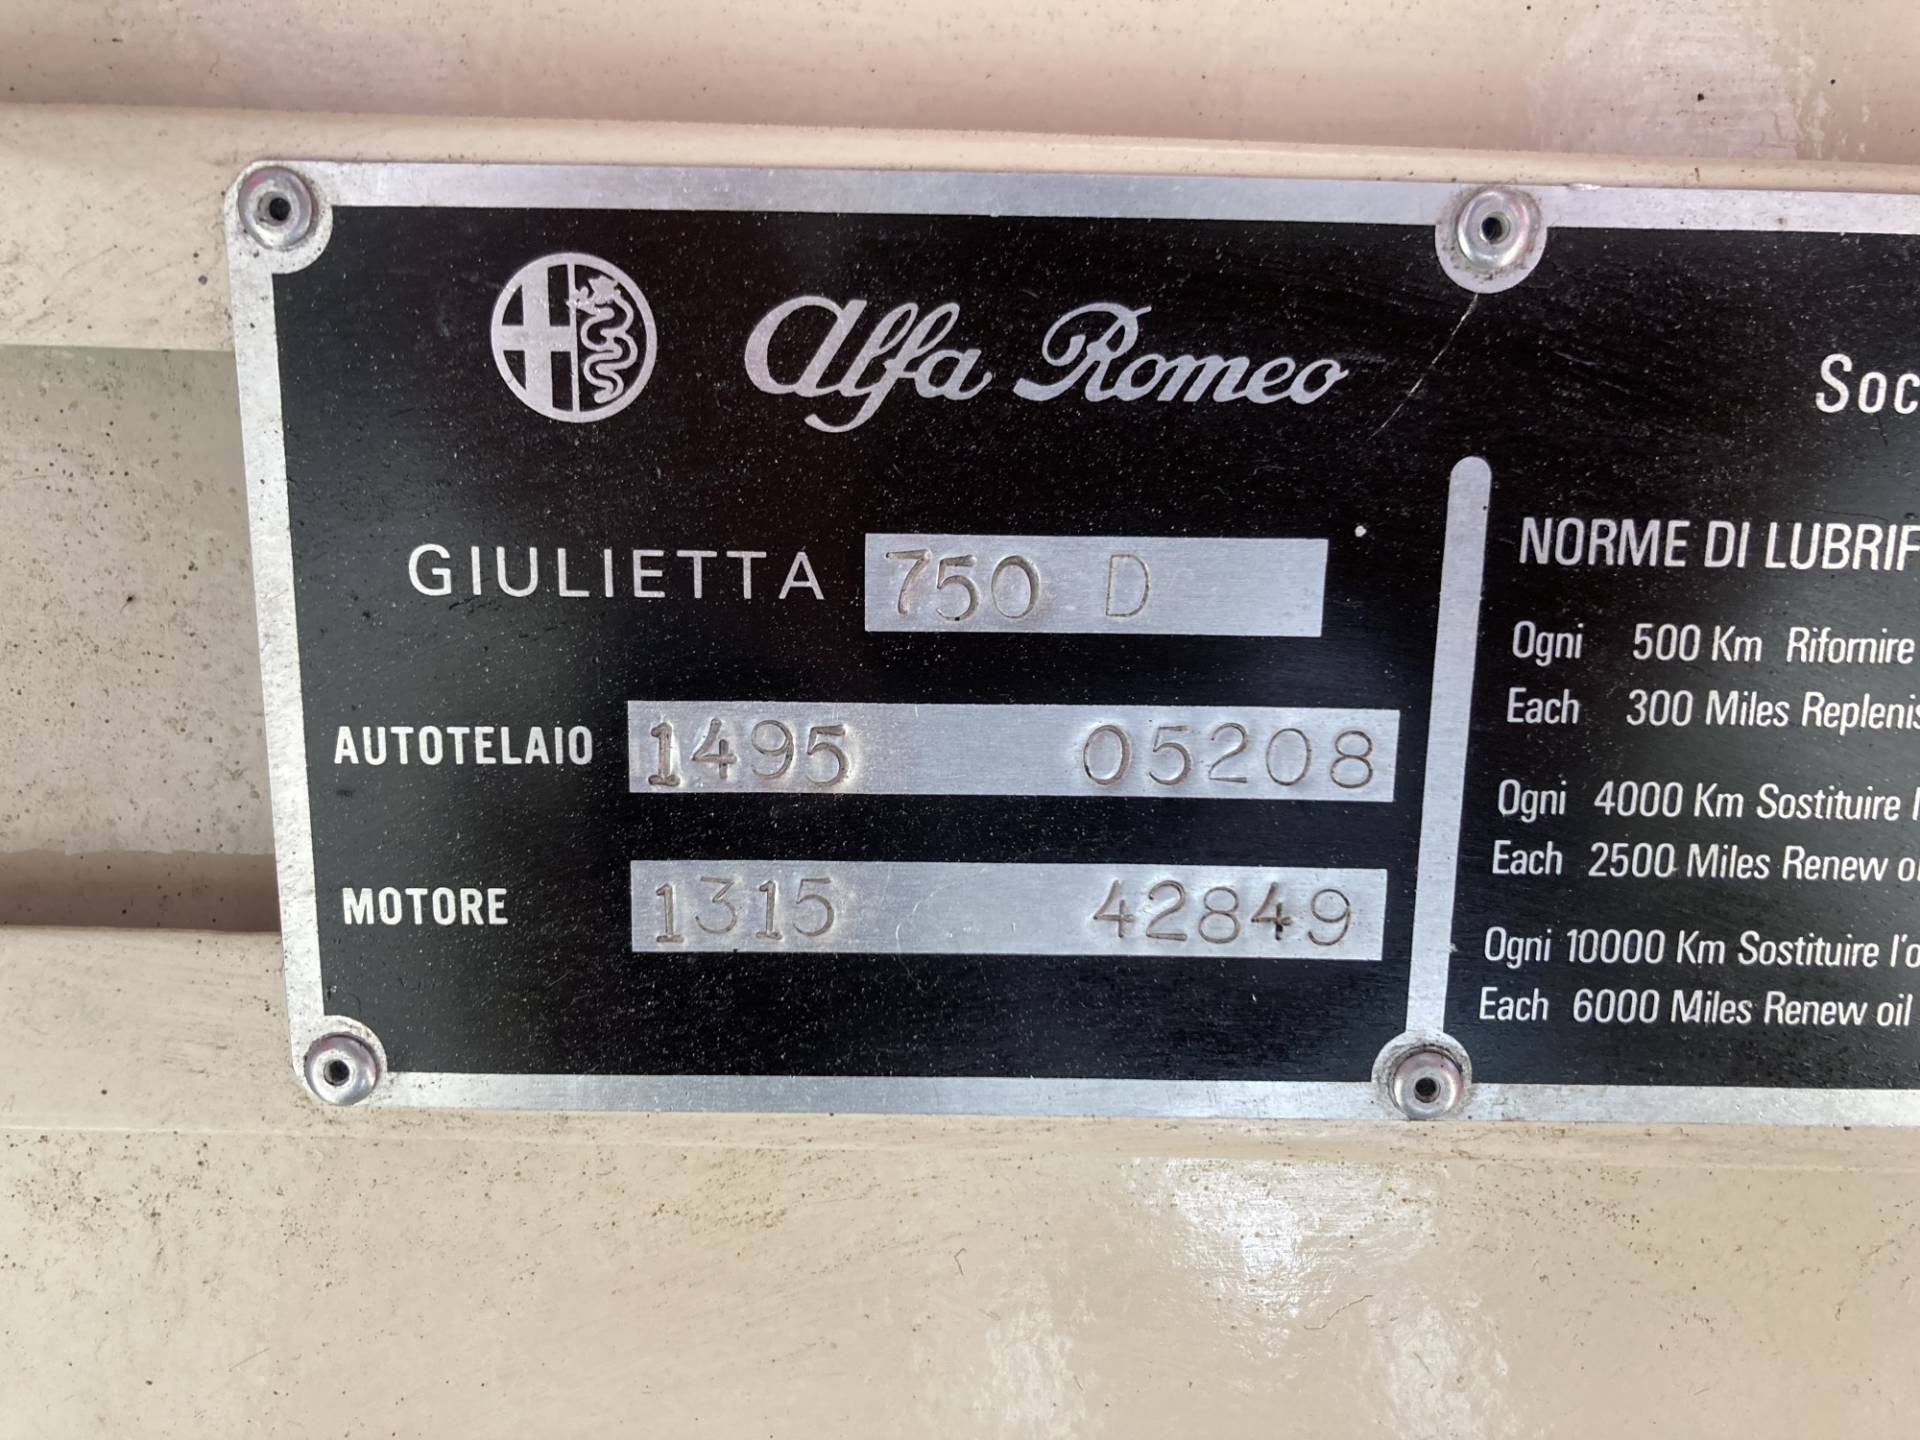 Alfa Romeo
GIULIETTA 750 D
AUTOTELAIO 1495 05208
MOTORE 1315 42849
Soc
NORME DI LUBRIF
Ogni 500 Km Rifornire
Each 300 Miles Replenis
Ogni 4000 Km Sostituire l
Each 2500 Miles Renew o
Ogni 10000 Km Sostituire l'o
Each 6000 Miles Renew oil